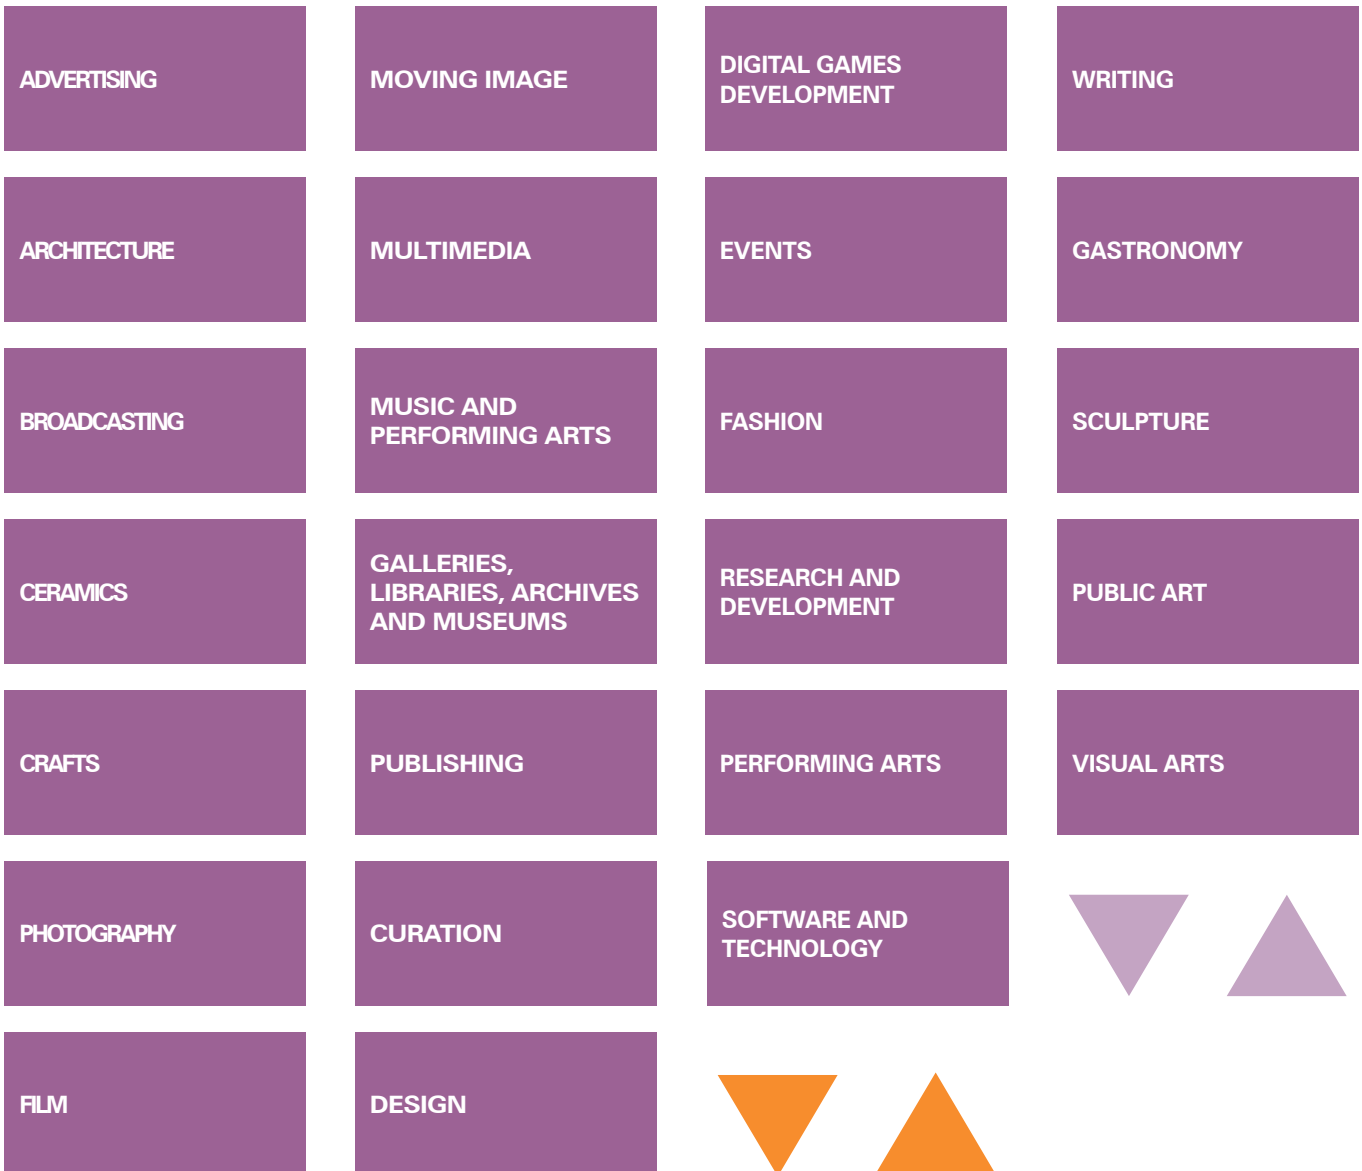 ADVERTISING
MOVING IMAGE
DIGITAL GAMES
DEVELOPMENT
WRITING
ARCHITECTURE
MULTIMEDIA
EVENTS
GASTRONOMY
BROADCASTING
MUSIC AND
PERFORMING ARTS
FASHION
SCULPTURE
CERAMICS
GALLERIES,
LIBRARIES, ARCHIVES
AND MUSEUMS
RESEARCH AND
DEVELOPMENT
PUBLIC ART
CRAFTS
PUBLISHING
PERFORMING ARTS
VISUAL ARTS
PHOTOGRAPHY
CURATION
SOFTWARE AND
TECHNOLOGY
FILM
DESIGN